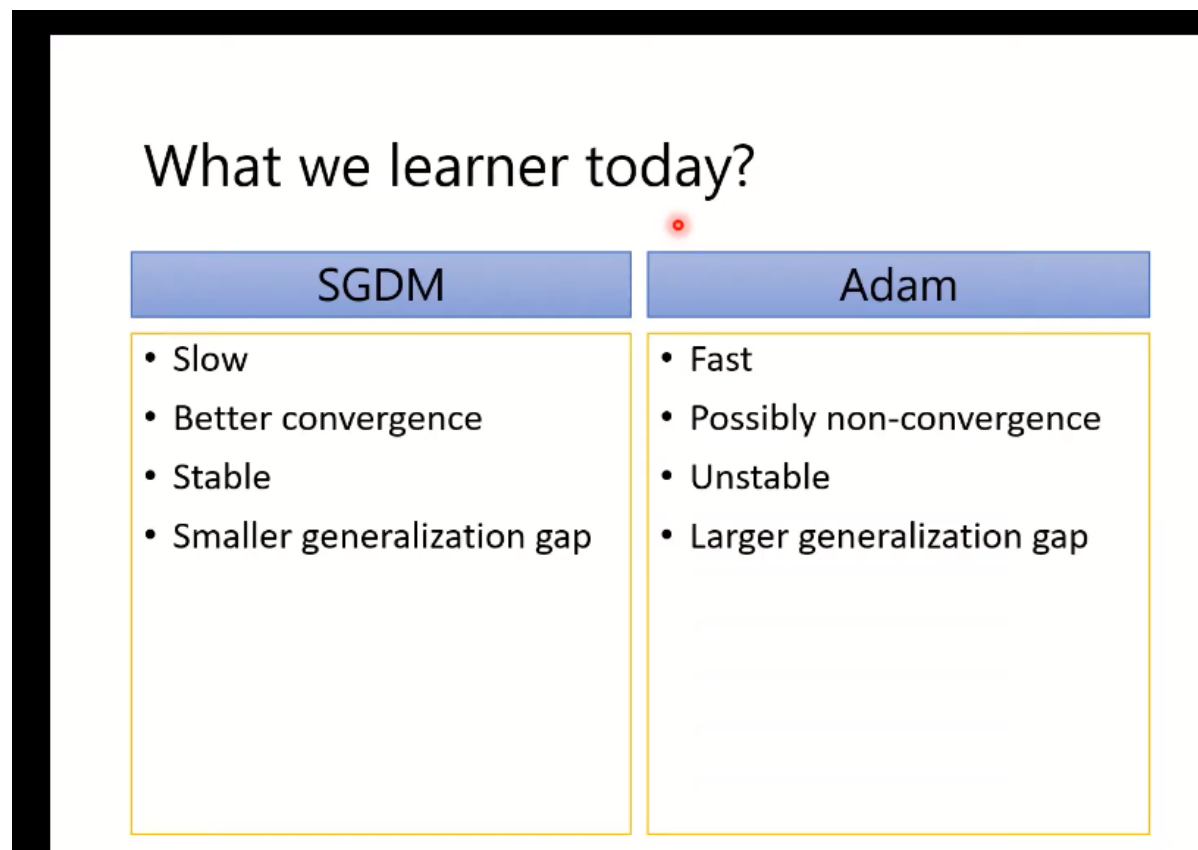 What we learner today?
SGDM
• Slow
• Better convergence
• Stable
• Smaller generalization gap
Adam
• Fast
• Possibly non-convergence
• Unstable
• Larger generalization gap